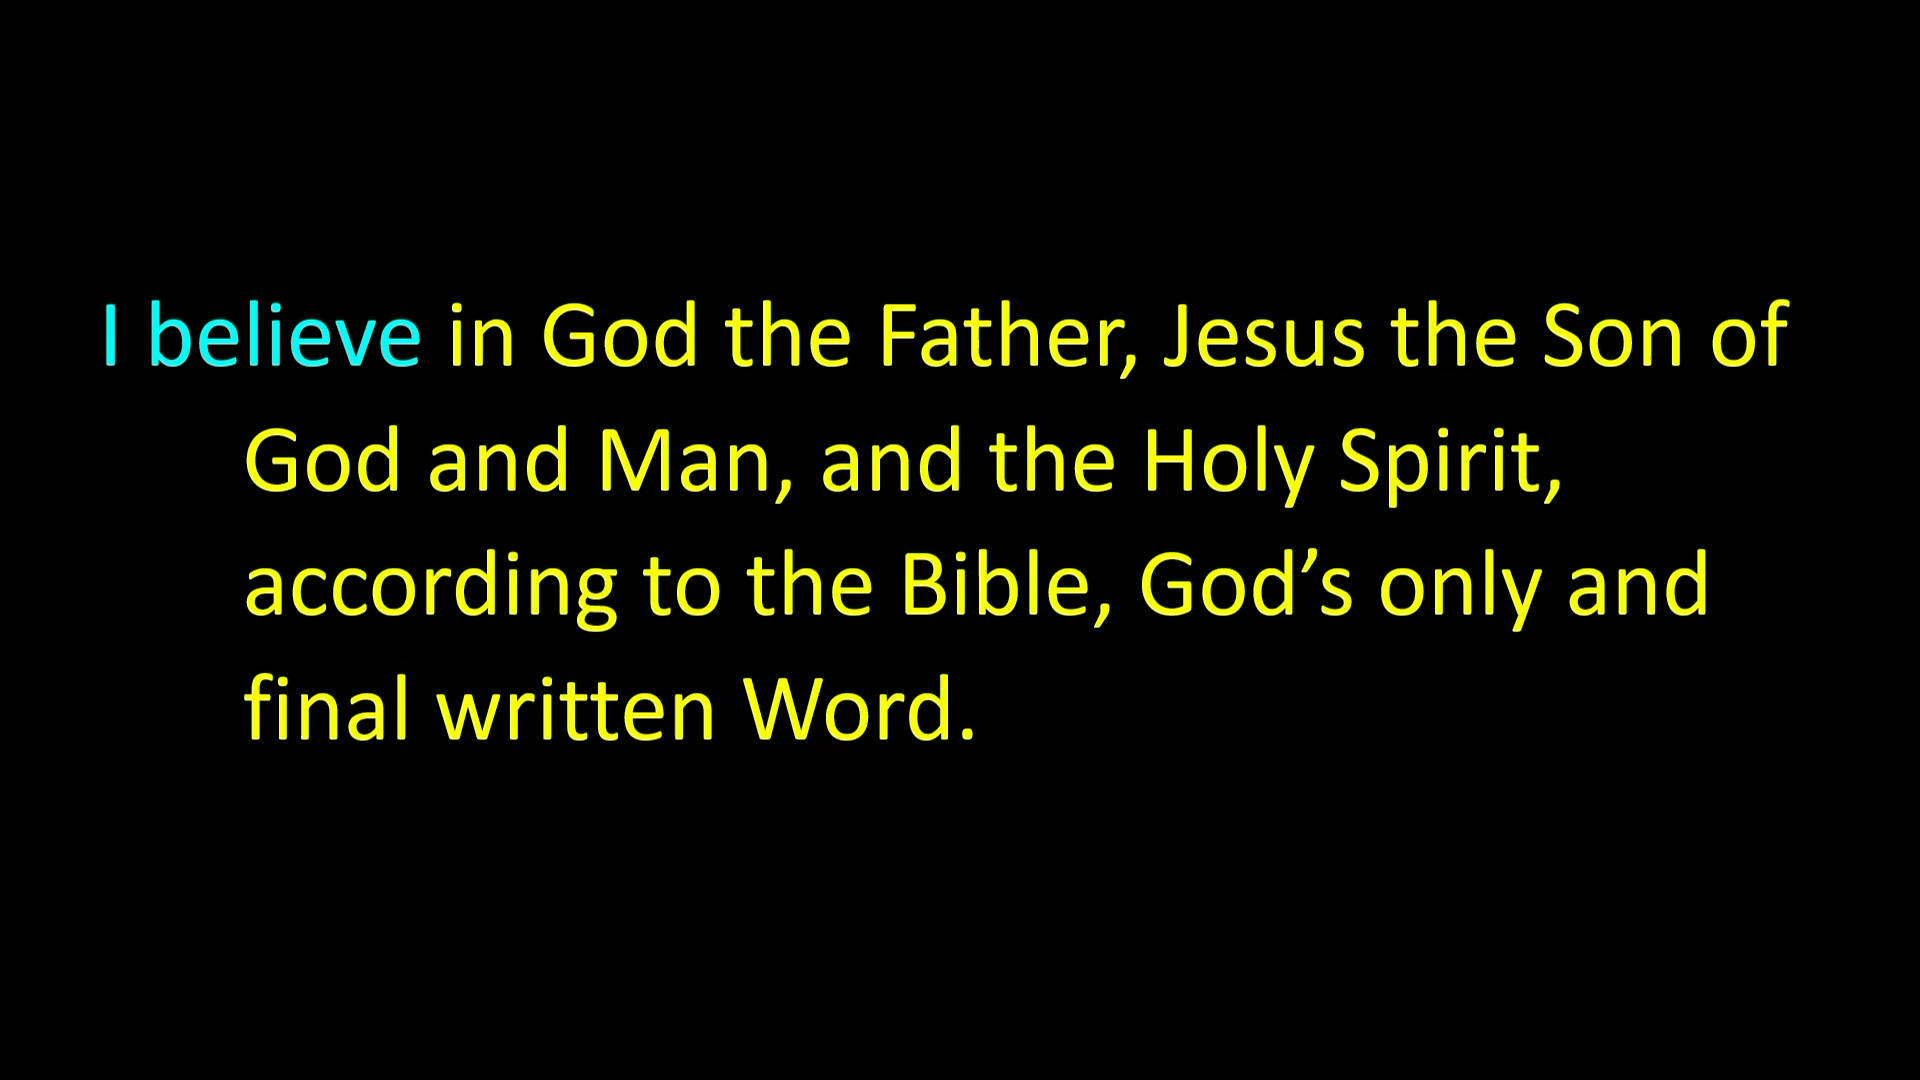 I believe in God the Father, Jesus the Son of
God and Man, and the Holy Spirit,
according to the Bible, God’s only and
final written Word.